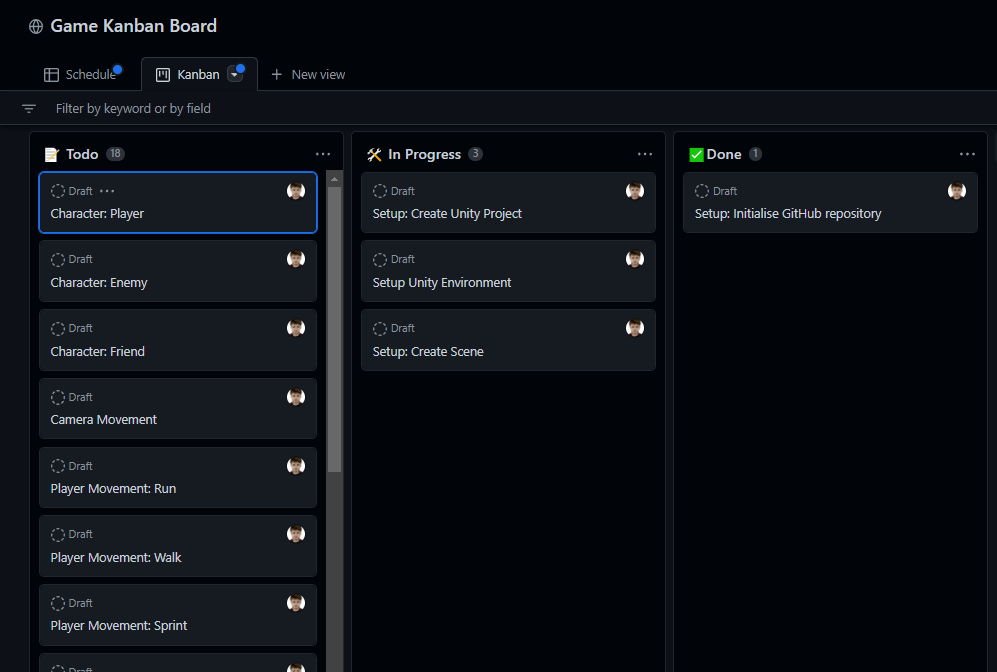 Game Kanban Board
Schedule
Kanban
New view
Filter by keyword or by field
Todo 18
Draft
Character: Player
Draft
Character: Enemy
Draft
Character: Friend
Draft
Camera Movement
Draft
Player Movement: Run
Draft
Player Movement: Walk
Draft
Player Movement: Sprint
Draft
In Progress 3
Draft
Setup: Create Unity Project
Draft
Setup Unity Environment
Draft
Setup: Create Scene
Done 1
Draft
Setup: Initialise GitHub repository